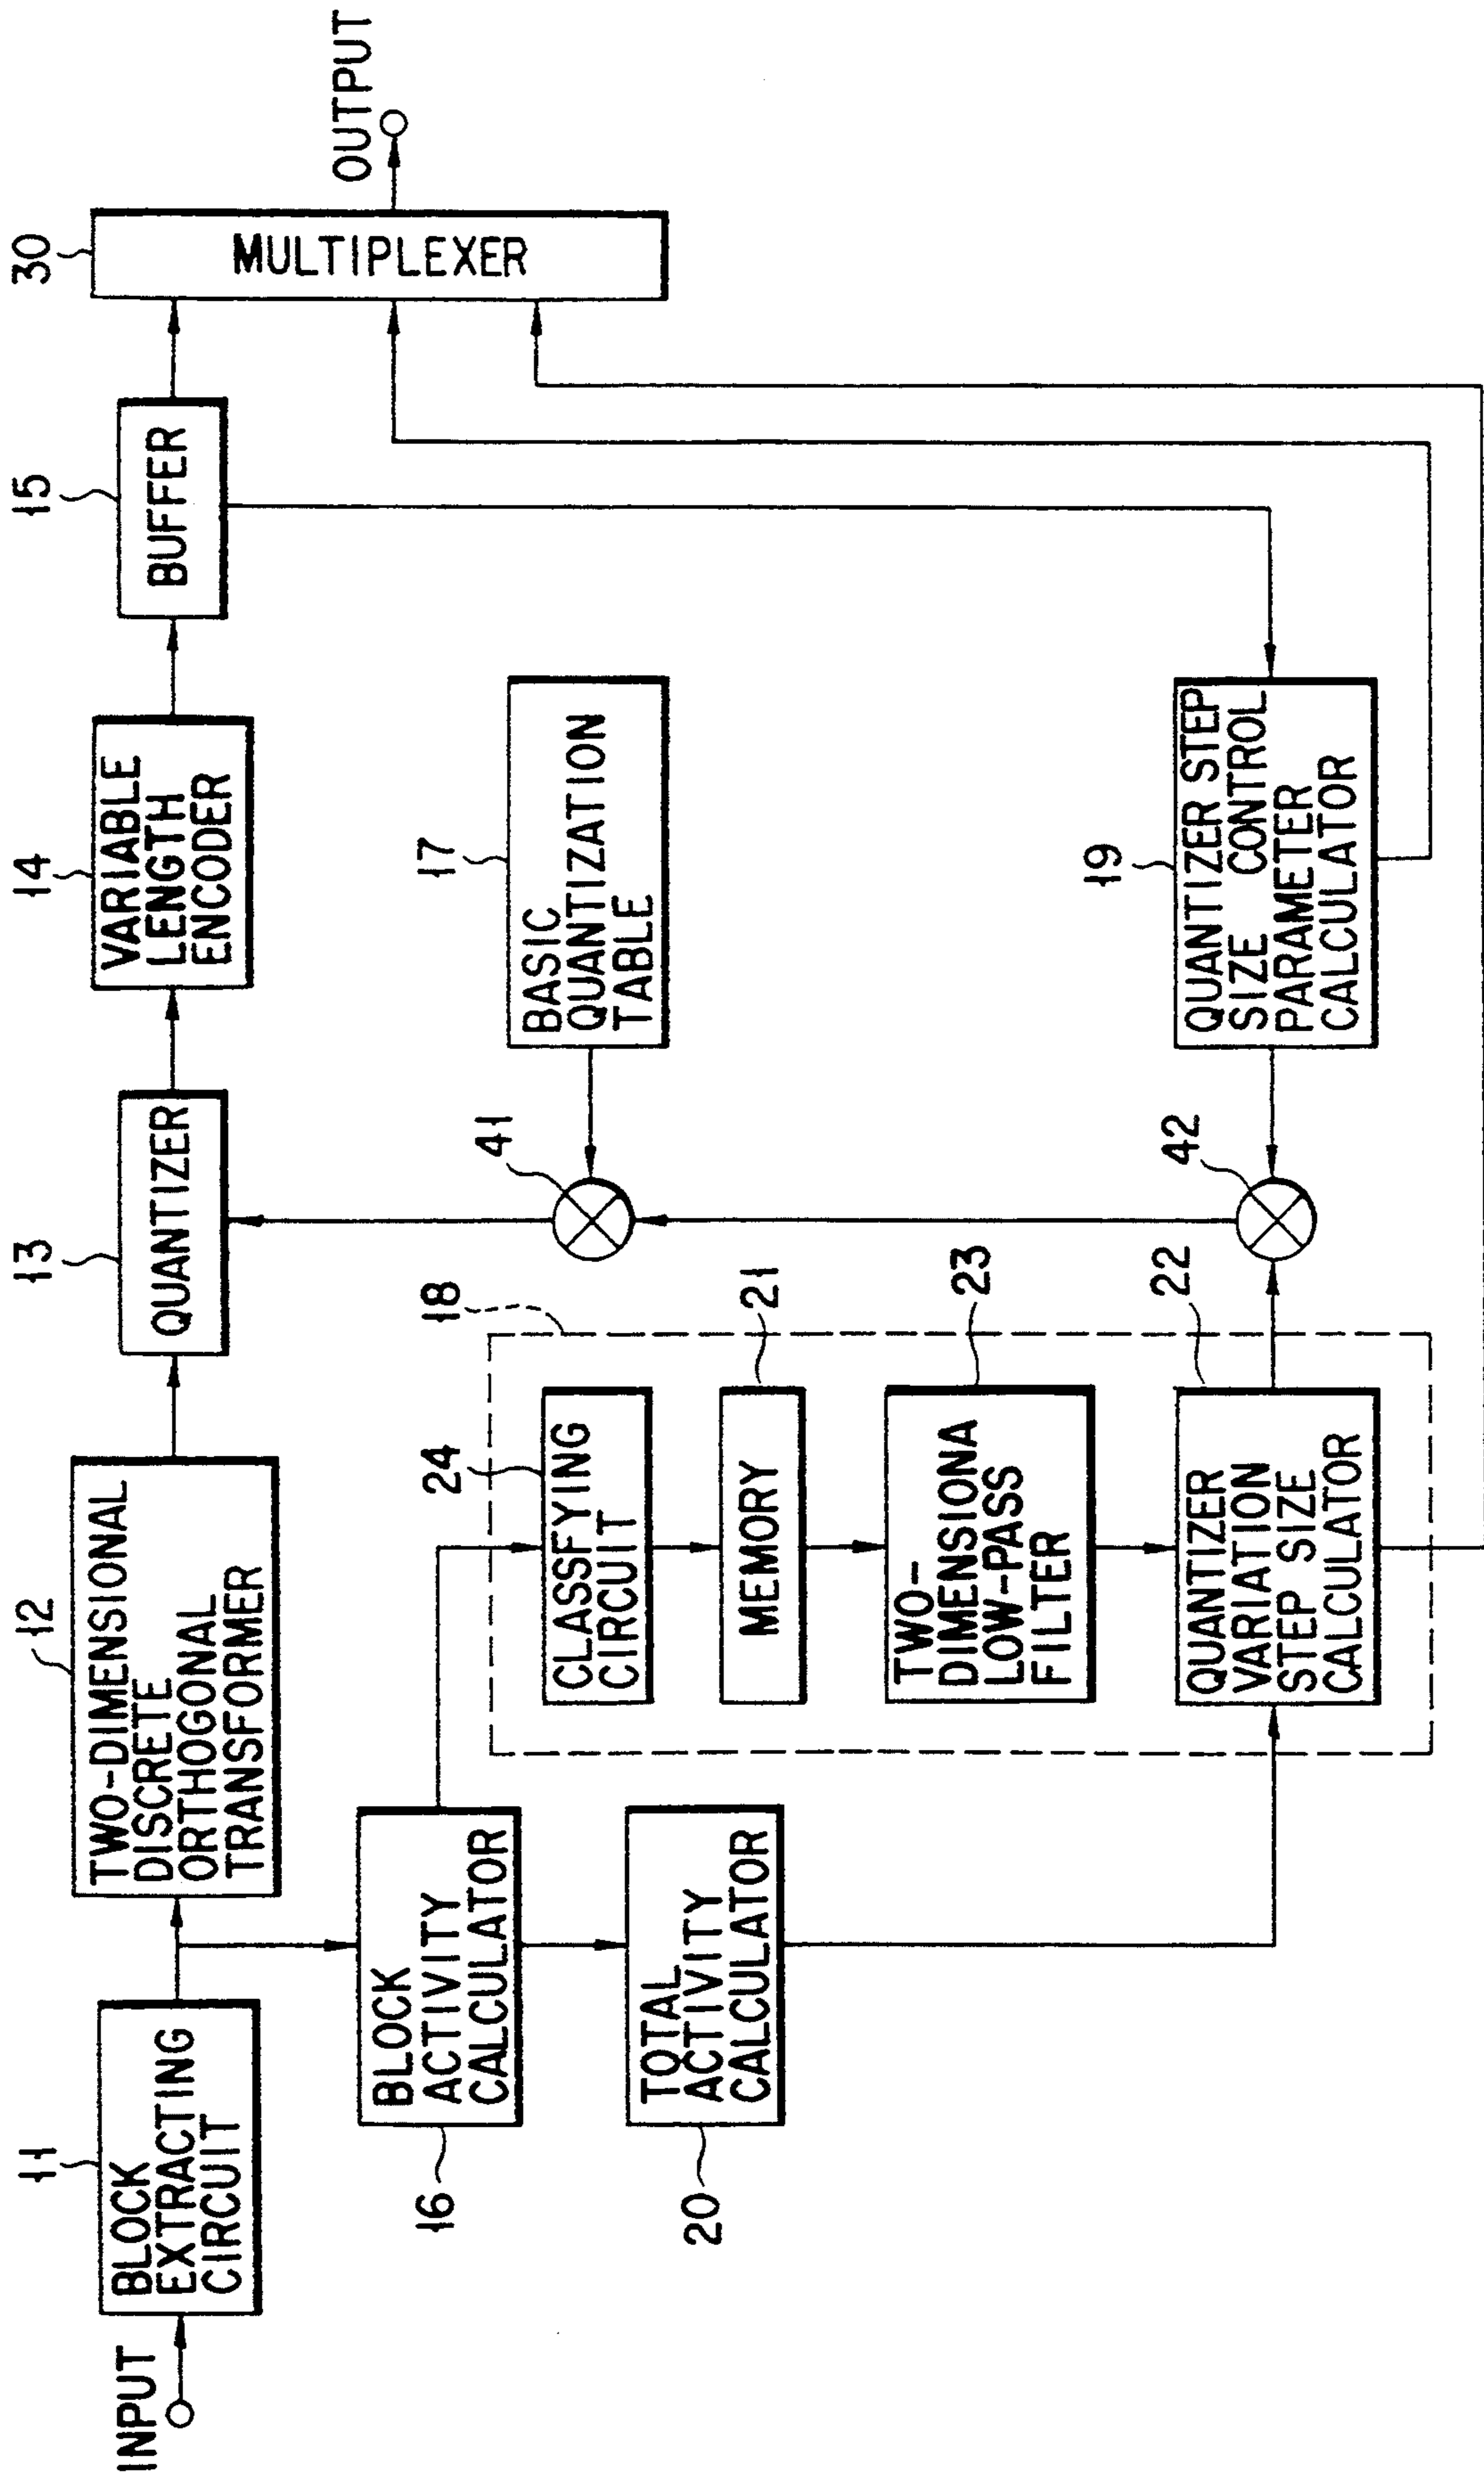 INPUT
11
BLOCK
EXTRACTING
CIRCUIT
12
TWO-DIMENSIONAL
DISCRETE
ORTHOGONAL
TRANSFORMER
13
QUANTIZER
14
VARIABLE
LENGTH
ENCODER
15
BUFFER
30
MULTIPLEXER
OUTPUT
16
BLOCK
ACTIVITY
CALCULATOR
20
TOTAL
ACTIVITY
CALCULATOR
18
24
CLASSFYING
CIRCUIT
21
MEMORY
23
TWO-
DIMENSIONA
LOW-PASS
FILTER
22
QUANTIZER
VARIATION
STEP SIZE
CALCULATOR
41
17
BASIC
QUANTIZATION
TABLE
42
19
QUANTIZER STEP
SIZE CONTROL
PARAMETER
CALCULATOR